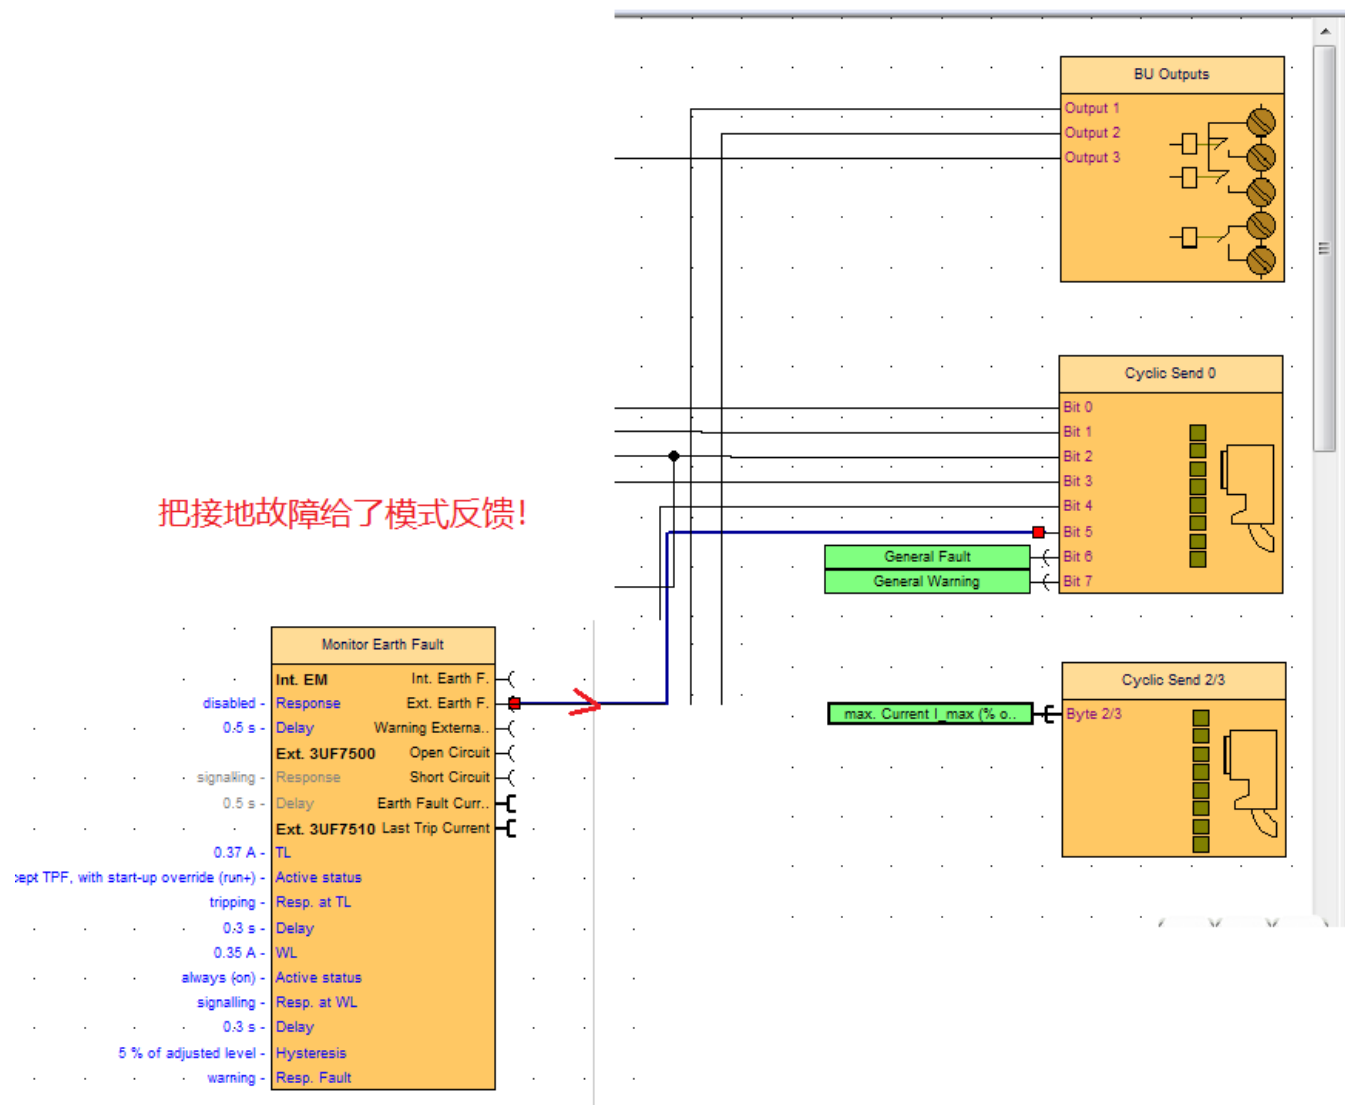 BU Outputs
Output 1
Output 2
Output 3
Cyclic Send 0
Bit 0
Bit 1
Bit 2
Bit 3
Bit 4
Bit 5
General Fault Bit 6
General Warning Bit 7
把接地故障给了模式反馈!
Cyclic Send 2/3
max. Current I_max (% o.. Byte 2/3
Monitor Earth Fault
Int. EM Int. Earth F.
disabled - Response Ext. Earth F.
0.5 s - Delay Warning Externa..
Ext. 3UF7500 Open Circuit
signalling - Response Short Circuit
0.5 s - Delay Earth Fault Curr..
Ext. 3UF7510 Last Trip Current
0.37 A - TL
cept TPF, with start-up override (run+) - Active status
tripping - Resp. at TL
0.3 s - Delay
0.35 A - WL
always (on) - Active status
signalling - Resp. at WL
0.3 s - Delay
5 % of adjusted level - Hysteresis
warning - Resp. Fault